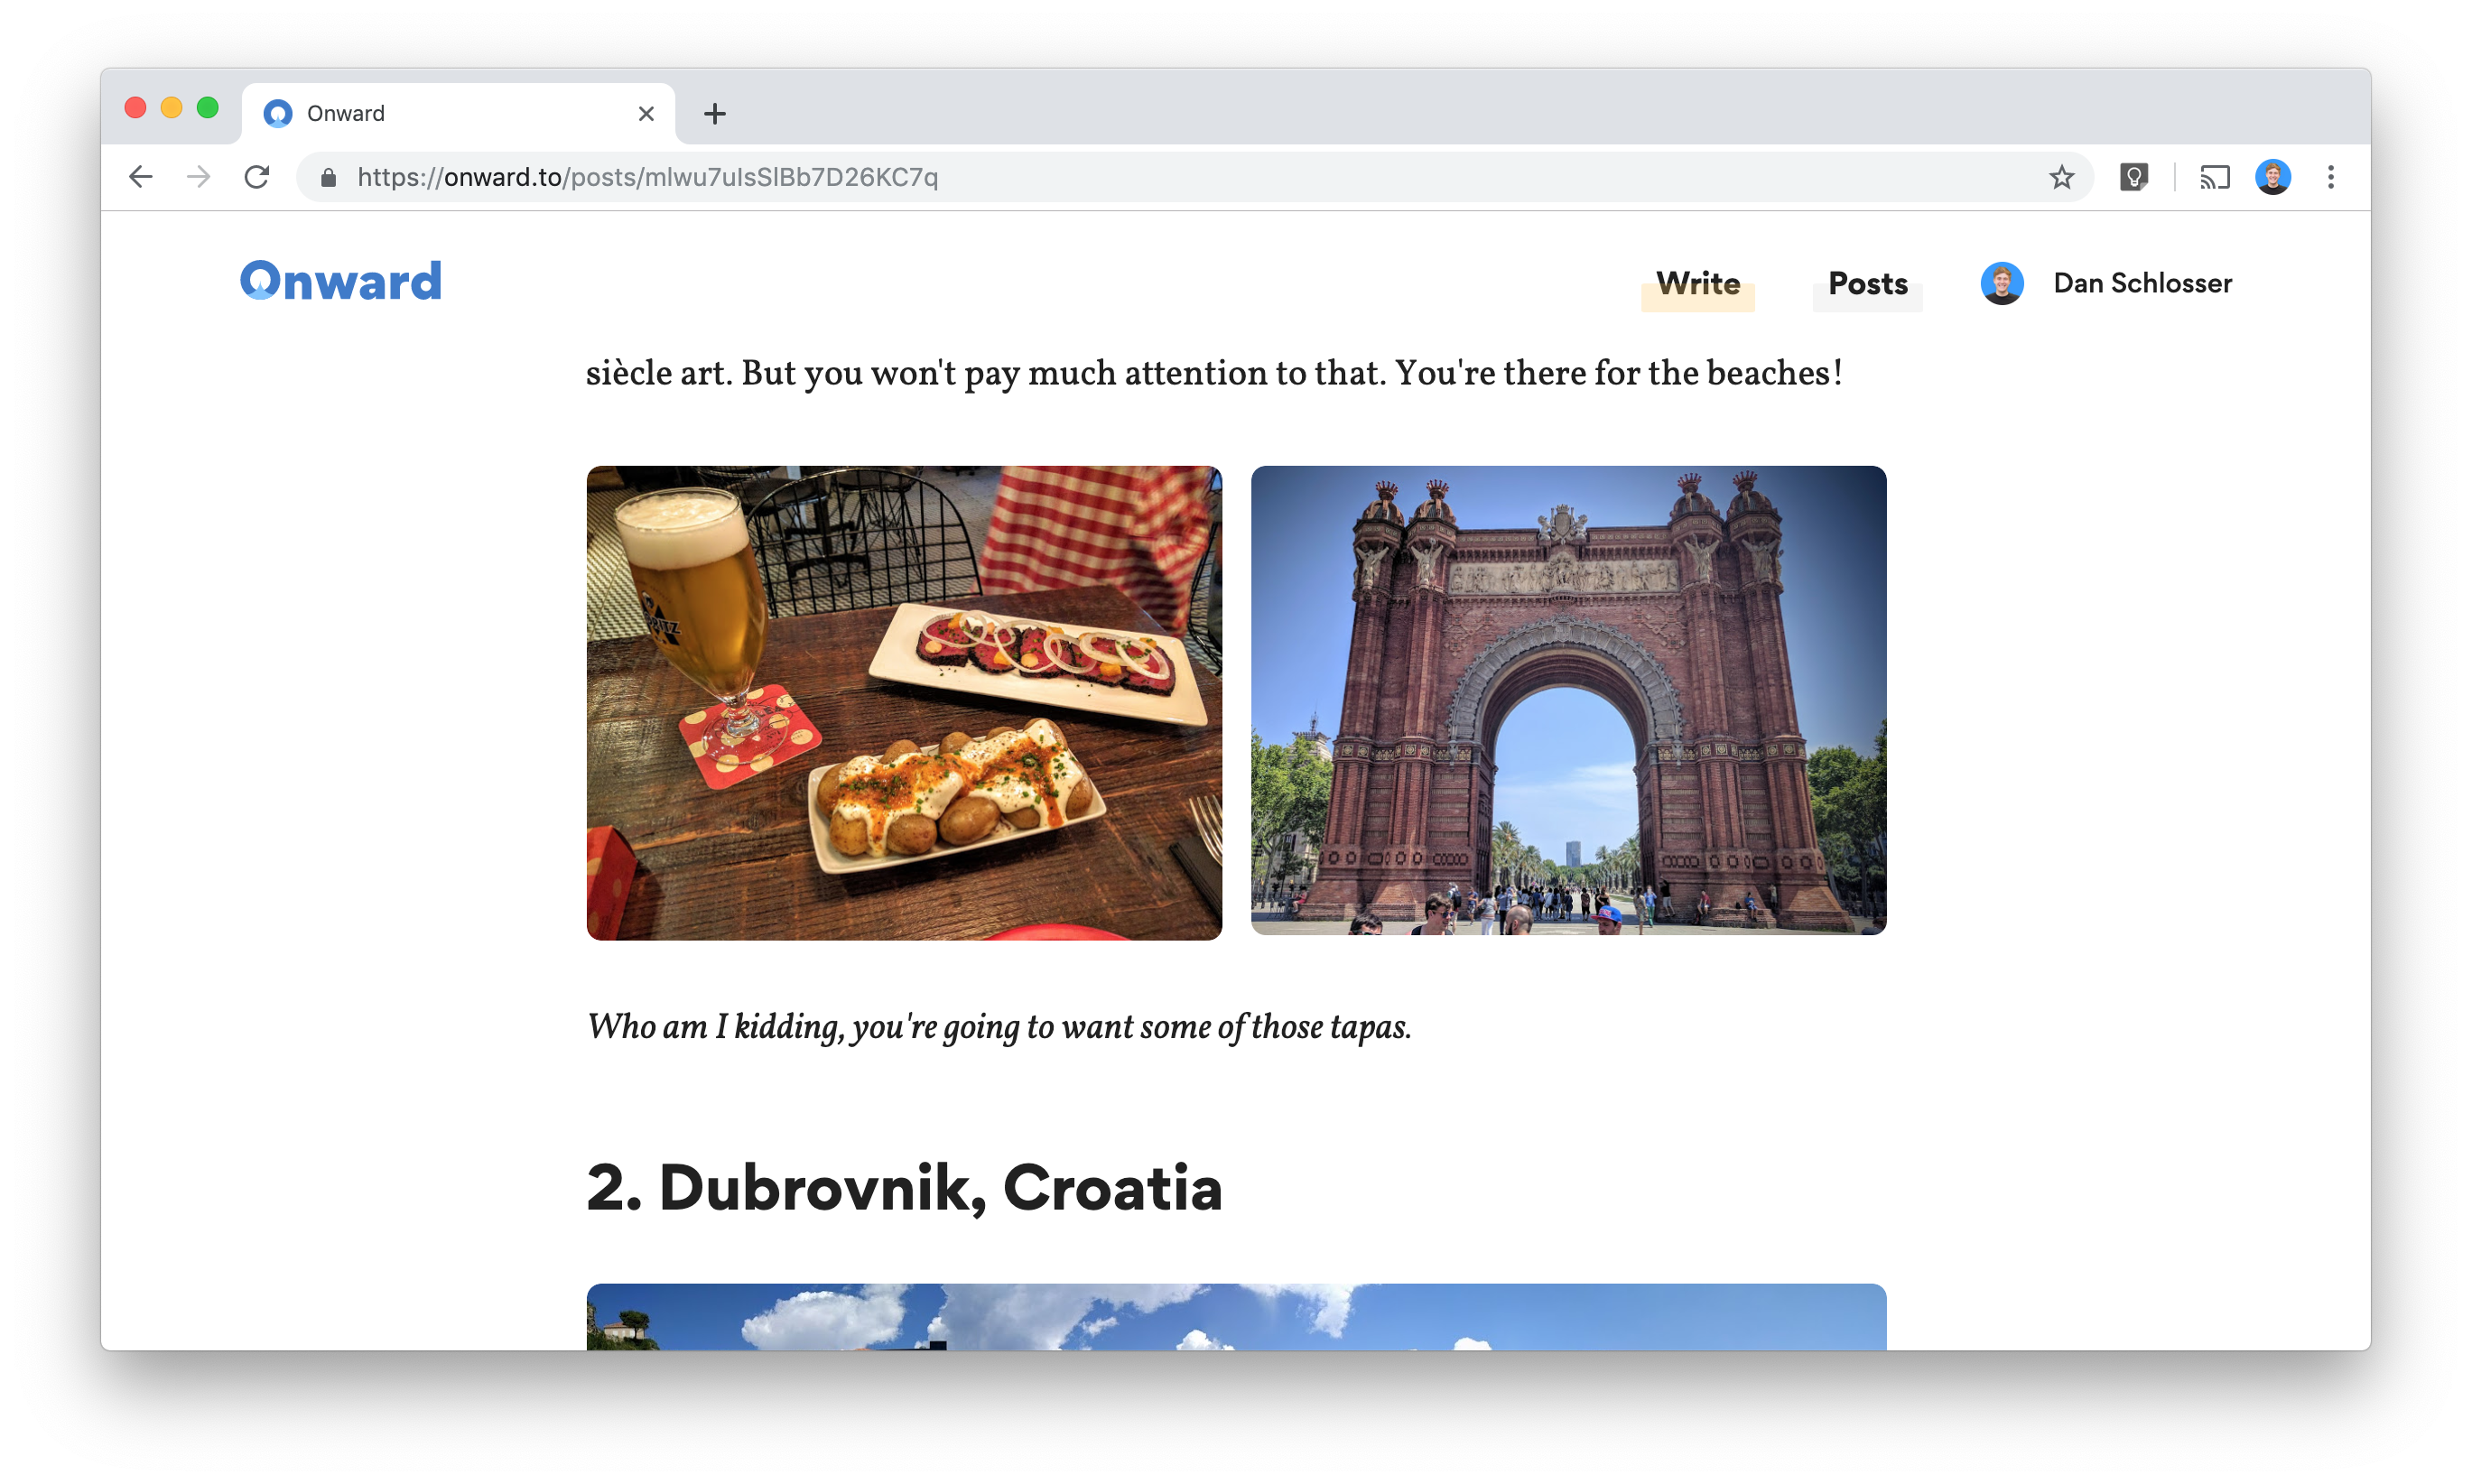 Onward
https://onward.to/posts/mlwu7uIsSlBb7D26KC7q
Onward
Write
Posts
Dan Schlosser
siècle art. But you won't pay much attention to that. You're there for the beaches!
Who am I kidding, you're going to want some of those tapas.
2. Dubrovnik, Croatia